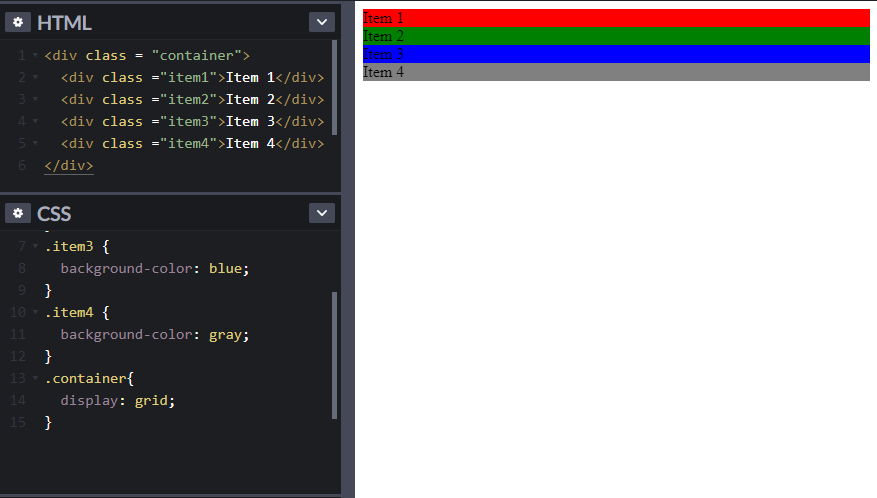 HTML
1 <div class = "container">
2 <div class ="item1">Item 1</div>
3 <div class ="item2">Item 2</div>
4 <div class ="item3">Item 3</div>
5 <div class ="item4">Item 4</div>
6 </div>
CSS
7 .item3 {
8 background-color: blue;
9 }
10 .item4 {
11 background-color: gray;
12 }
13 .container{
14 display: grid;
15 }
Item 1
Item 2
Item 3
Item 4